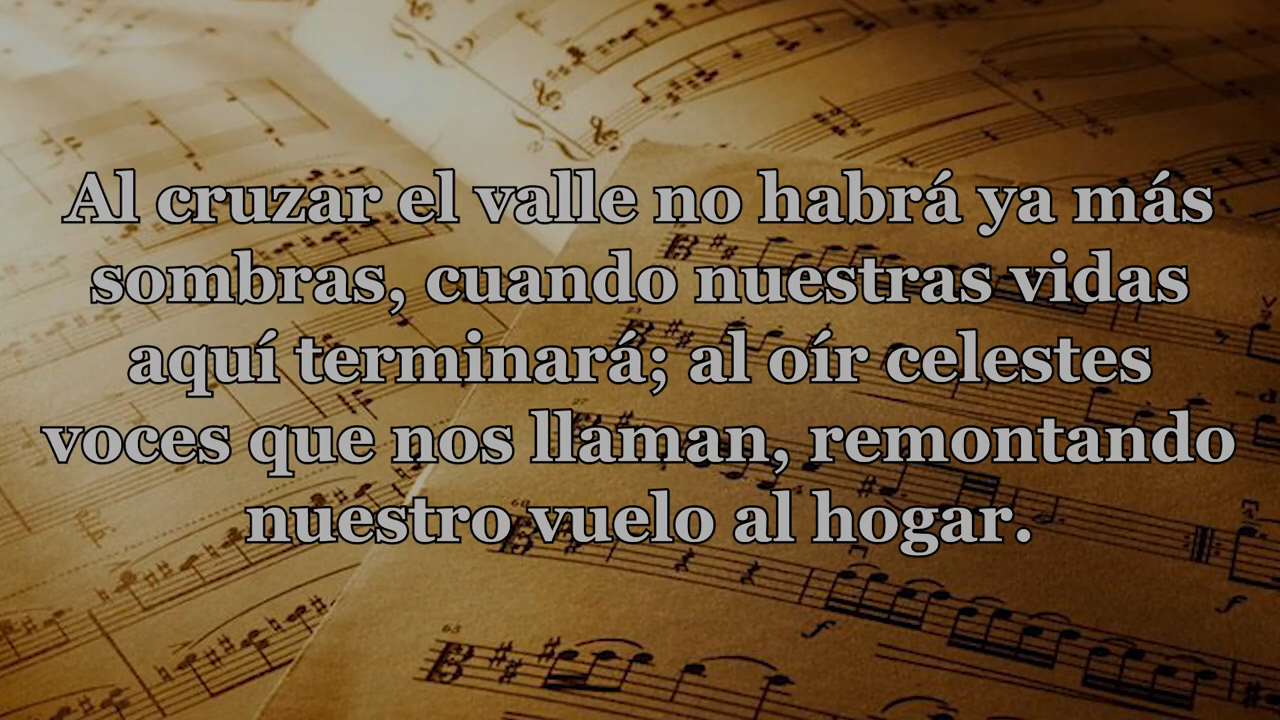 Al cruzar el valle no habrá ya más
sombras, cuando nuestras vidas
aquí terminará; al oír celestes
voces que nos llaman, remontando
nuestro vuelo al hogar.